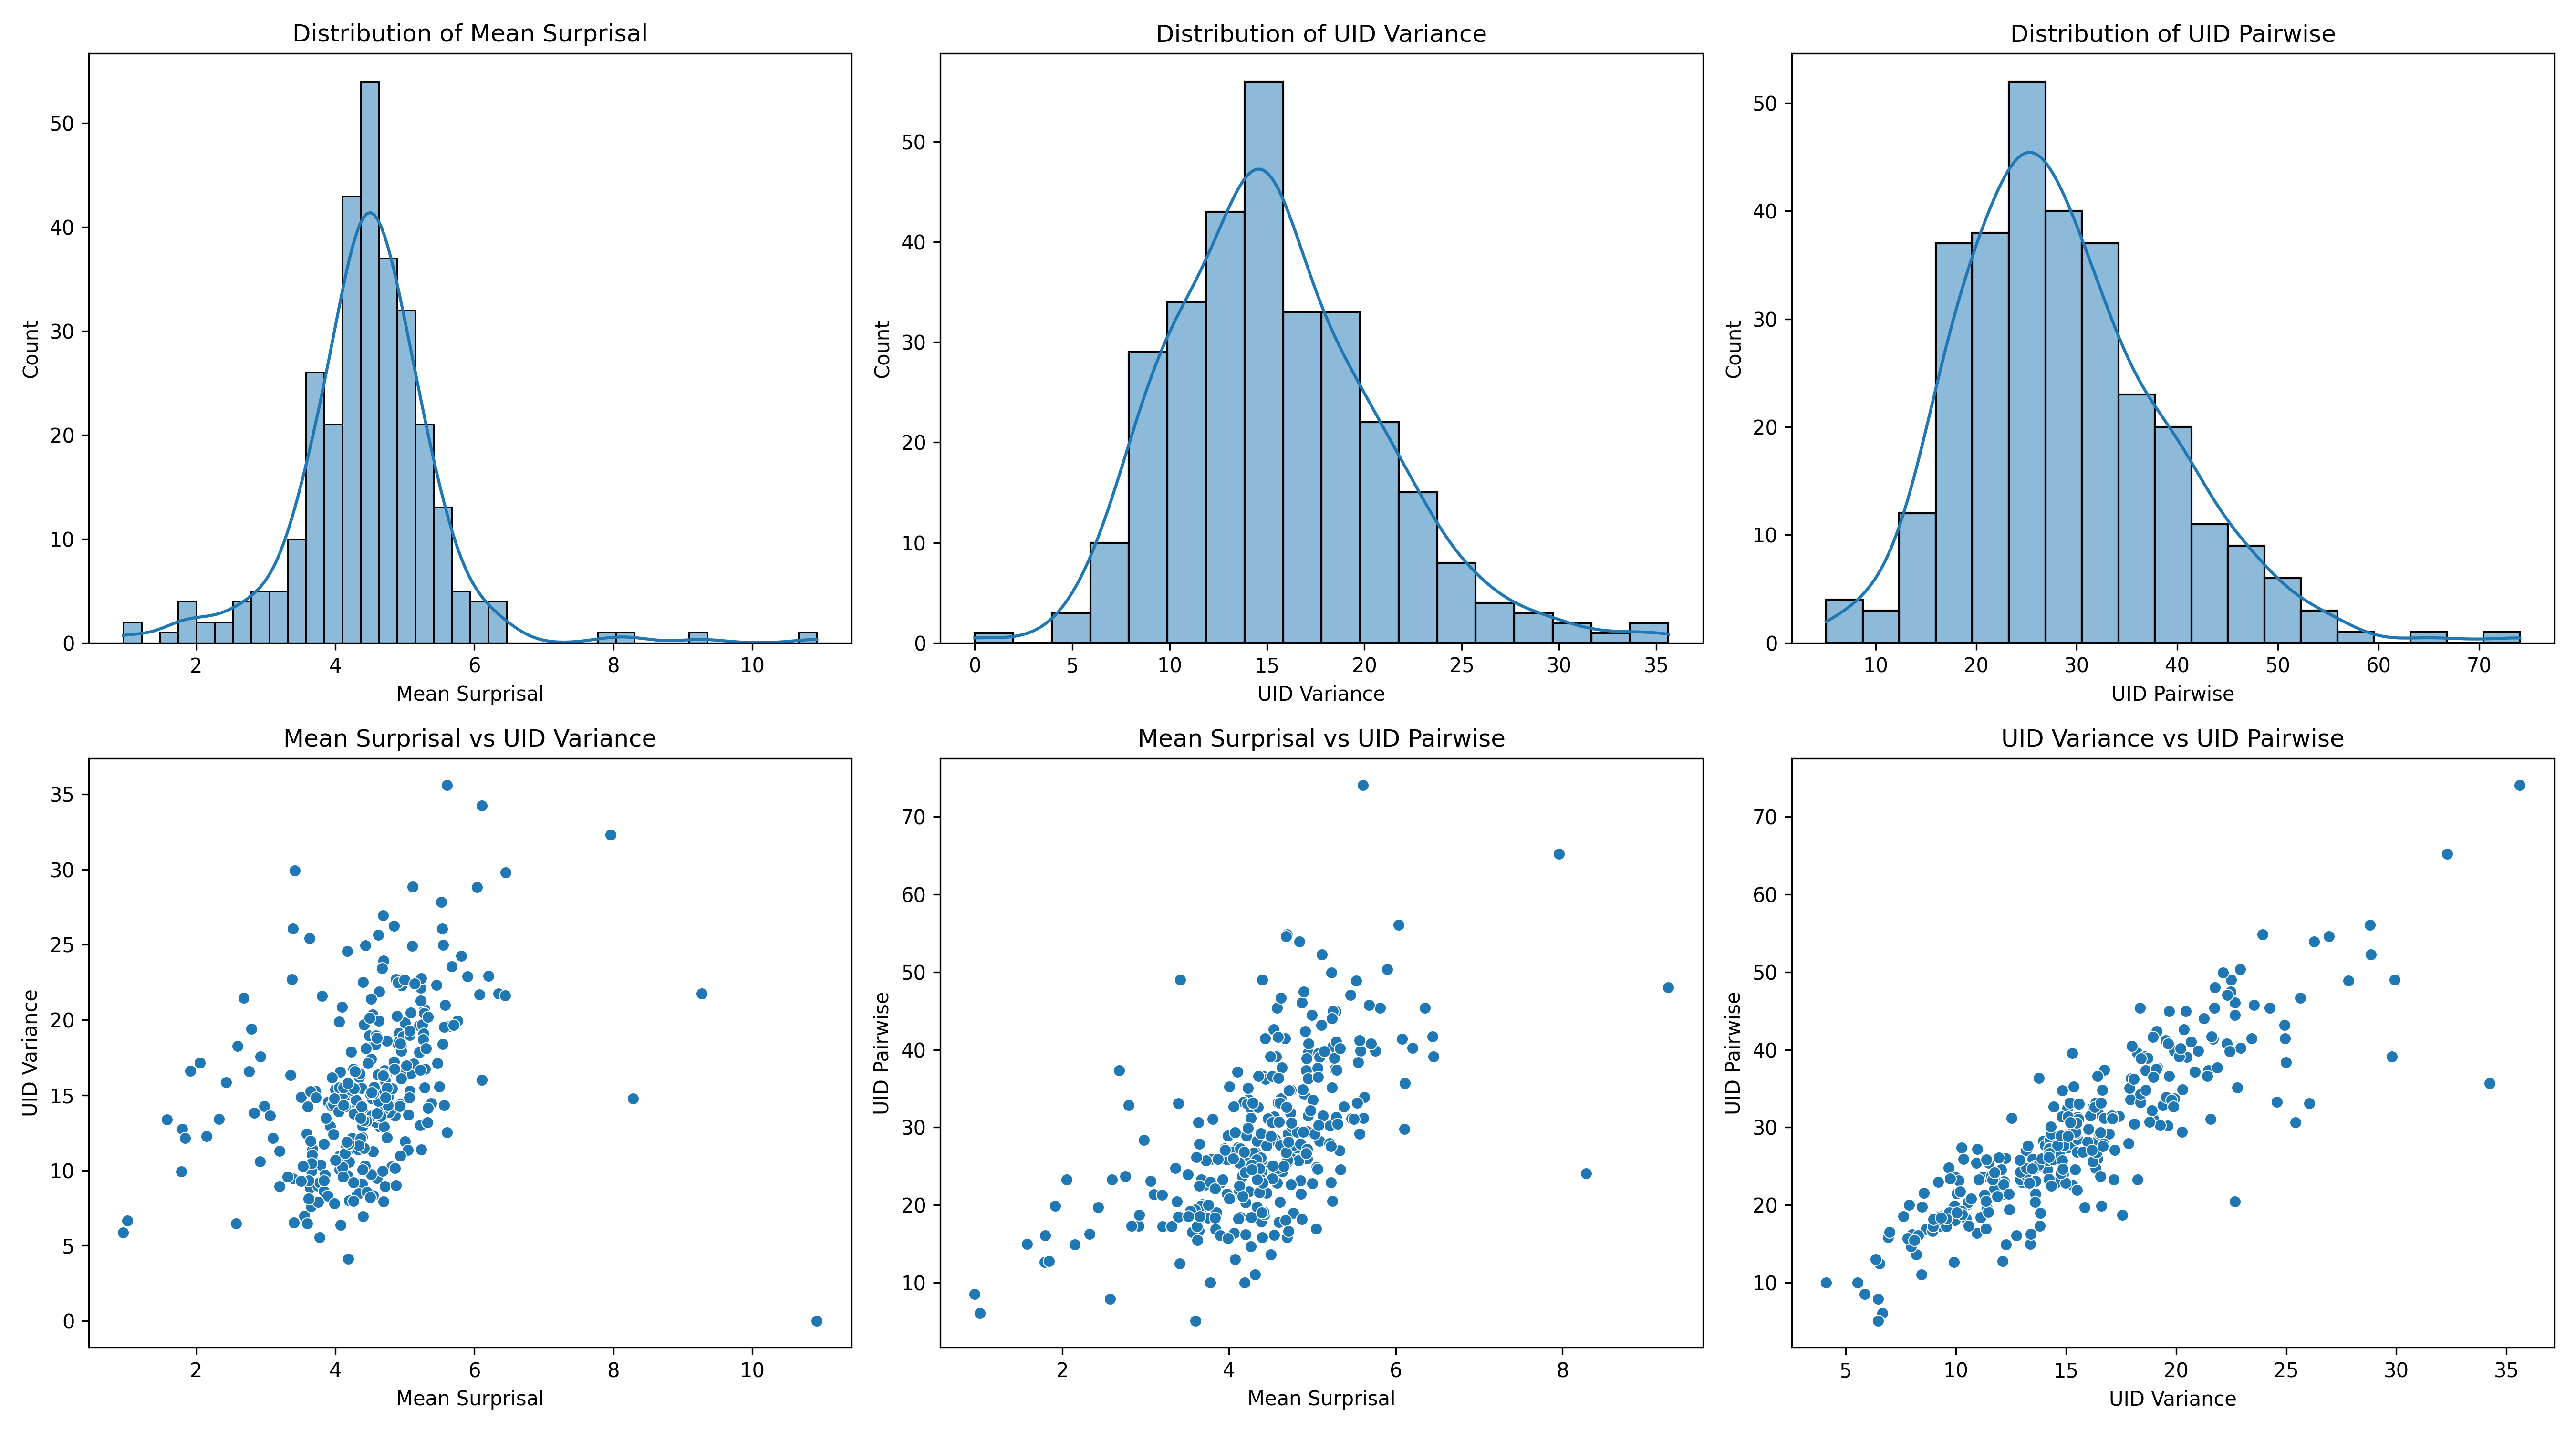 Distribution of Mean Surprisal
Count
50
40
30
20
10
0
2 4 6 8 10
Mean Surprisal
Distribution of UID Variance
Count
50
40
30
20
10
0
0 5 10 15 20 25 30 35
UID Variance
Distribution of UID Pairwise
Count
50
40
30
20
10
0
10 20 30 40 50 60 70
UID Pairwise
Mean Surprisal vs UID Variance
UID Variance
35
30
25
20
15
10
5
0
2 4 6 8 10
Mean Surprisal
Mean Surprisal vs UID Pairwise
UID Pairwise
70
60
50
40
30
20
10
2 4 6 8
Mean Surprisal
UID Variance vs UID Pairwise
UID Pairwise
70
60
50
40
30
20
10
5 10 15 20 25 30 35
UID Variance